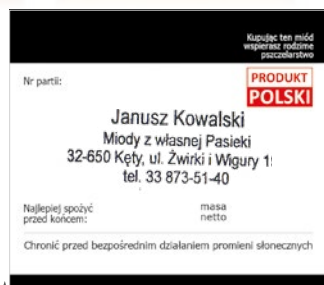 Kupując ten miód
wspierasz rodzime
pszczelarstwo
Nr partii:
PRODUKT
POLSKI
Janusz Kowalski
Miody z własnej Pasieki
32-650 Kęty, ul. Żwirki i Wigury
tel. 33 873-51-40
Najlepiej spożyć
przed końcem:
masa
netto
Chronić przed bezpośrednim działaniem promieni słonecznych